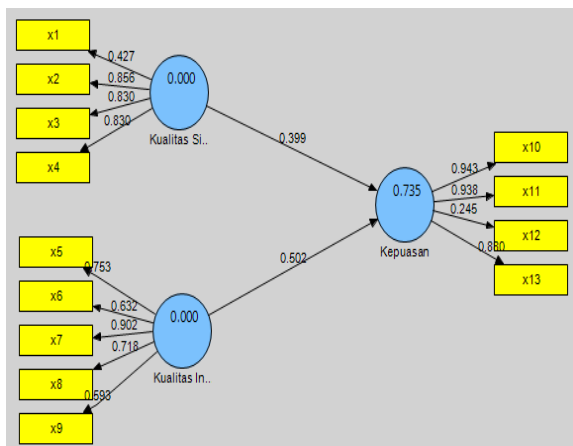 x1
x2
x3
x4
0.427
0.856
0.830
0.830
0.000
Kualitas Si..
0.399
x5
x6
x7
x8
x9
0.753
0.632
0.902
0.718
0.593
0.000
Kualitas In..
0.502
0.735
Kepuasan
0.943
0.938
0.245
x10
x11
x12
x13